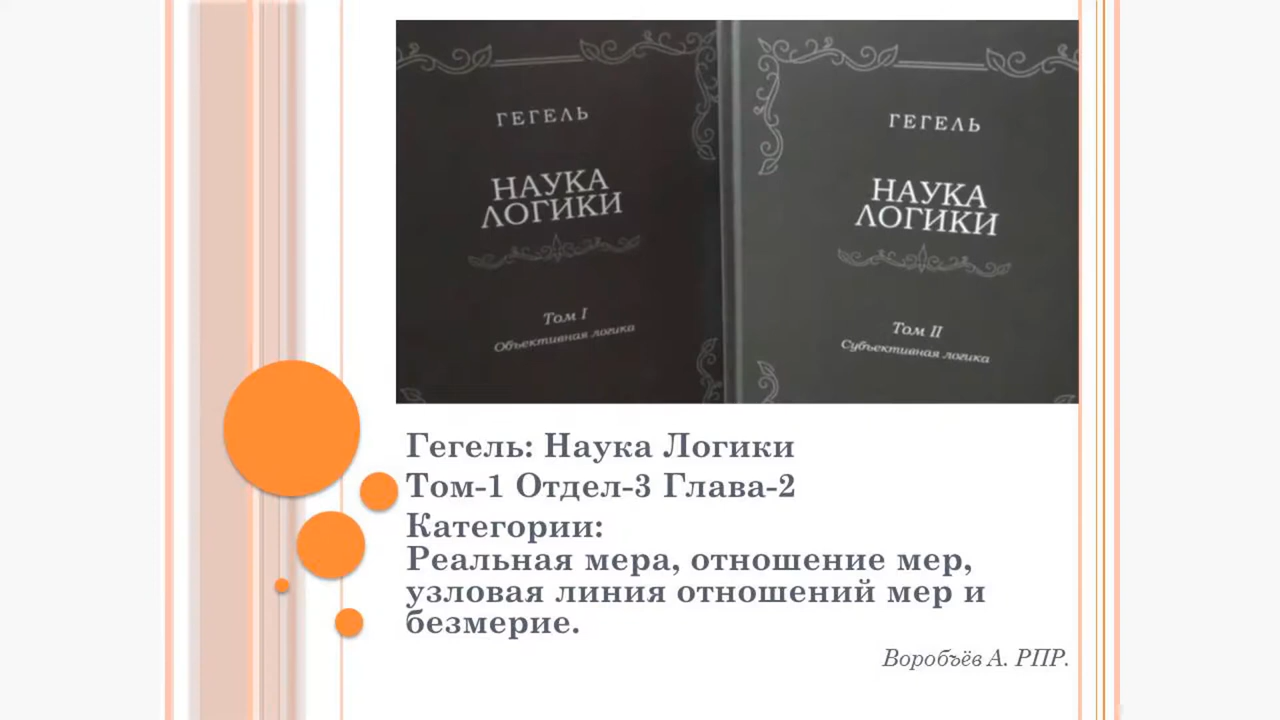 ГЕГЕЛЬ
НАУКА
ЛОГИКИ
Том I
Объективная логика
ГЕГЕЛЬ
НАУКА
ЛОГИКИ
Том II
Субъективная логика
Гегель: Наука Логики
Том-1 Отдел-3 Глава-2
Категории:
Реальная мера, отношение мер,
узловая линия отношений мер и
безмерие.
Воробъёв А. РПР.